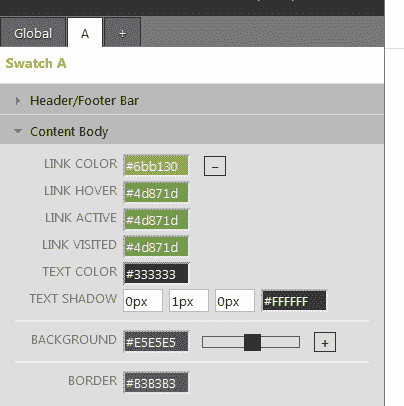 Global A +
Swatch A
Header/Footer Bar
Content Body
LINK COLOR #6bb130 −
LINK HOVER #4d871d
LINK ACTIVE #4d871d
LINK VISITED #4d871d
TEXT COLOR #333333
TEXT SHADOW 0px 1px 0px #FFFFFF
BACKGROUND #E5E5E5 +
BORDER #B3B3B3